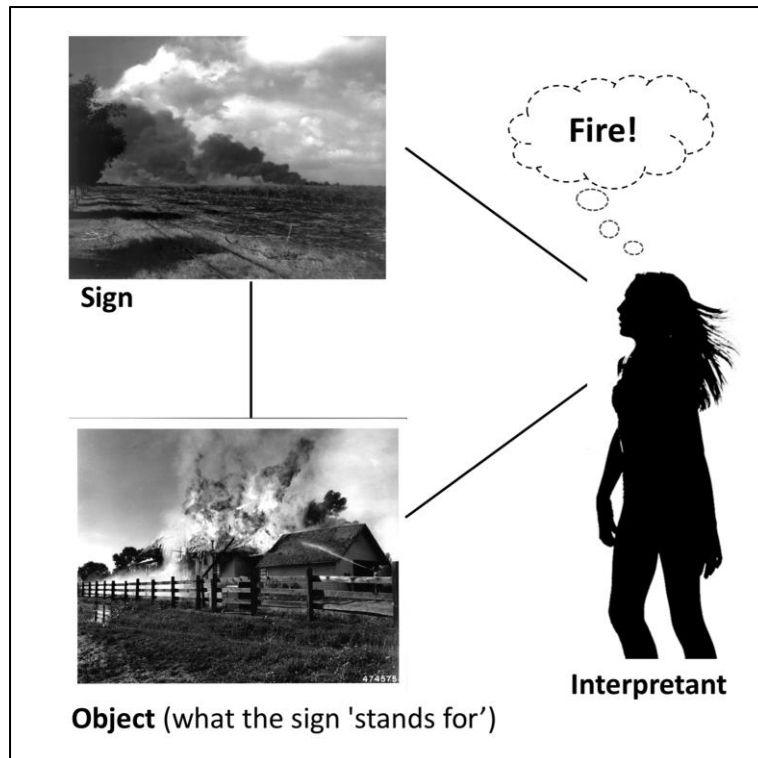 Fire!
Sign
474575
Interpretant
Object (what the sign 'stands for’)